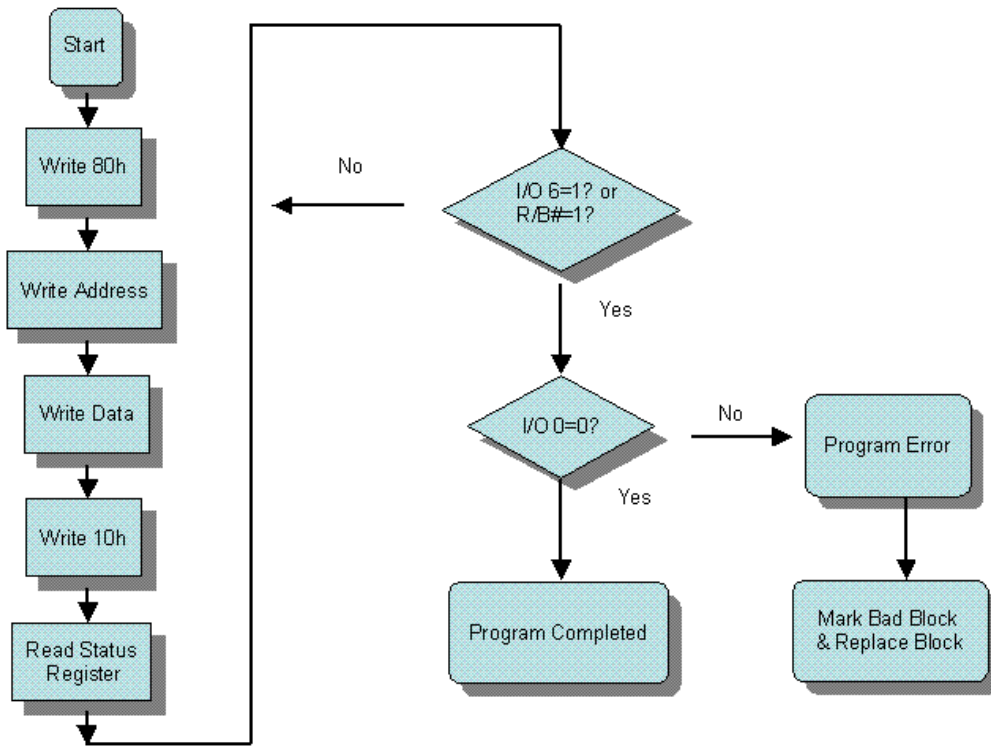 Start
Write 80h
Write Address
Write Data
Write 10h
Read Status
Register
No
I/O 6=1? or
R/B#=1?
Yes
I/O 0=0?
No
Program Error
Yes
Program Completed
Mark Bad Block
& Replace Block